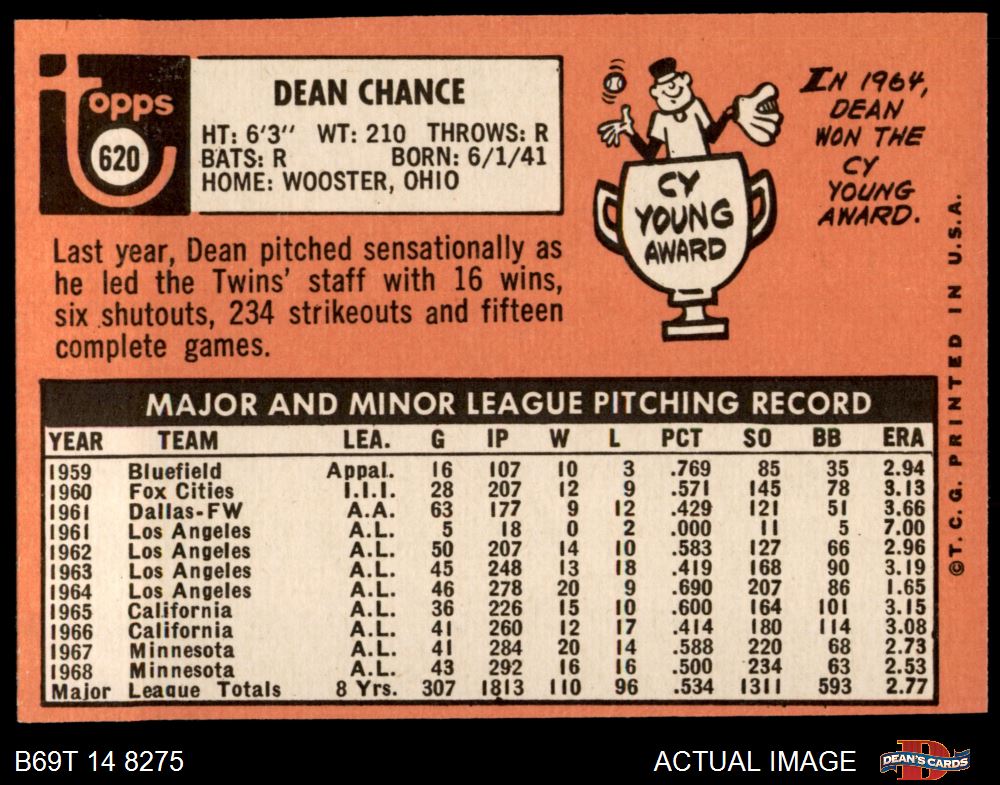 Topps
620
DEAN CHANCE
HT: 6'3" WT: 210 THROWS: R
BATS: R BORN: 6/1/41
HOME: WOOSTER, OHIO
IN 1964,
DEAN
WON THE
CY
YOUNG
AWARD.
CY
YOUNG
AWARD
Last year, Dean pitched sensationally as
he led the Twins' staff with 16 wins,
six shutouts, 234 strikeouts and fifteen
complete games.
MAJOR AND MINOR LEAGUE PITCHING RECORD
YEAR TEAM LEA. G IP W L PCT SO BB ERA
1959 Bluefield Appal. 16 107 10 3 .769 85 35 2.94
1960 Fox Cities I.I.I. 28 207 12 9 .571 145 78 3.13
1961 Dallas-FW A.A. 63 177 9 12 .429 121 51 3.66
1961 Los Angeles A.L. 5 18 0 2 .000 11 5 7.00
1962 Los Angeles A.L. 50 207 14 10 .583 127 66 2.96
1963 Los Angeles A.L. 45 248 13 18 .419 168 90 3.19
1964 Los Angeles A.L. 46 278 20 9 .690 207 86 1.65
1965 California A.L. 36 226 15 10 .600 164 101 3.15
1966 California A.L. 41 260 12 17 .414 180 114 3.08
1967 Minnesota A.L. 41 284 20 14 .588 220 68 2.73
1968 Minnesota A.L. 43 292 16 16 .500 234 63 2.53
Major League Totals 8 Yrs. 307 1813 110 96 .534 1311 593 2.77
©T. C. G. PRINTED IN U.S.A.
B69T 14 8275
ACTUAL IMAGE
D
DEAN'S CARDS